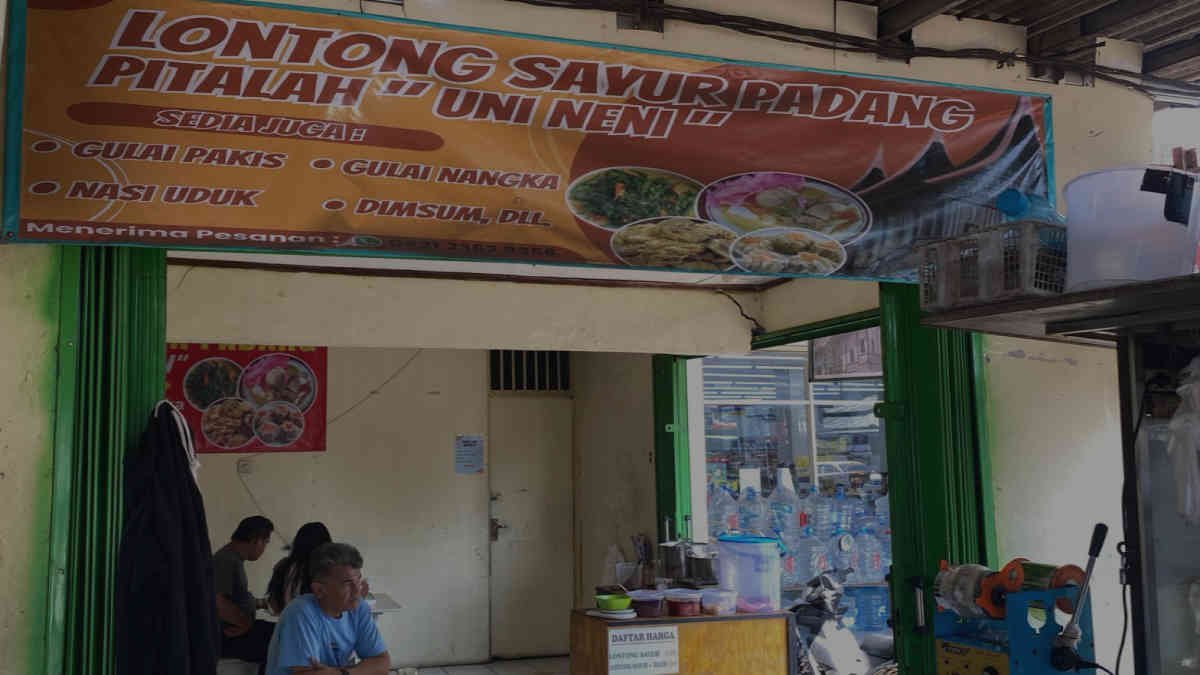 LONTONG SAYUR PADANG
PITALAH " UNI NENI "
SEDIA JUGA :
• GULAI PAKIS
• GULAI NANGKA
• NASI UDUK
• DIMSUM, DLL.
Menerima Pesanan :
DAFTAR HARGA
LONTONG SAYUR